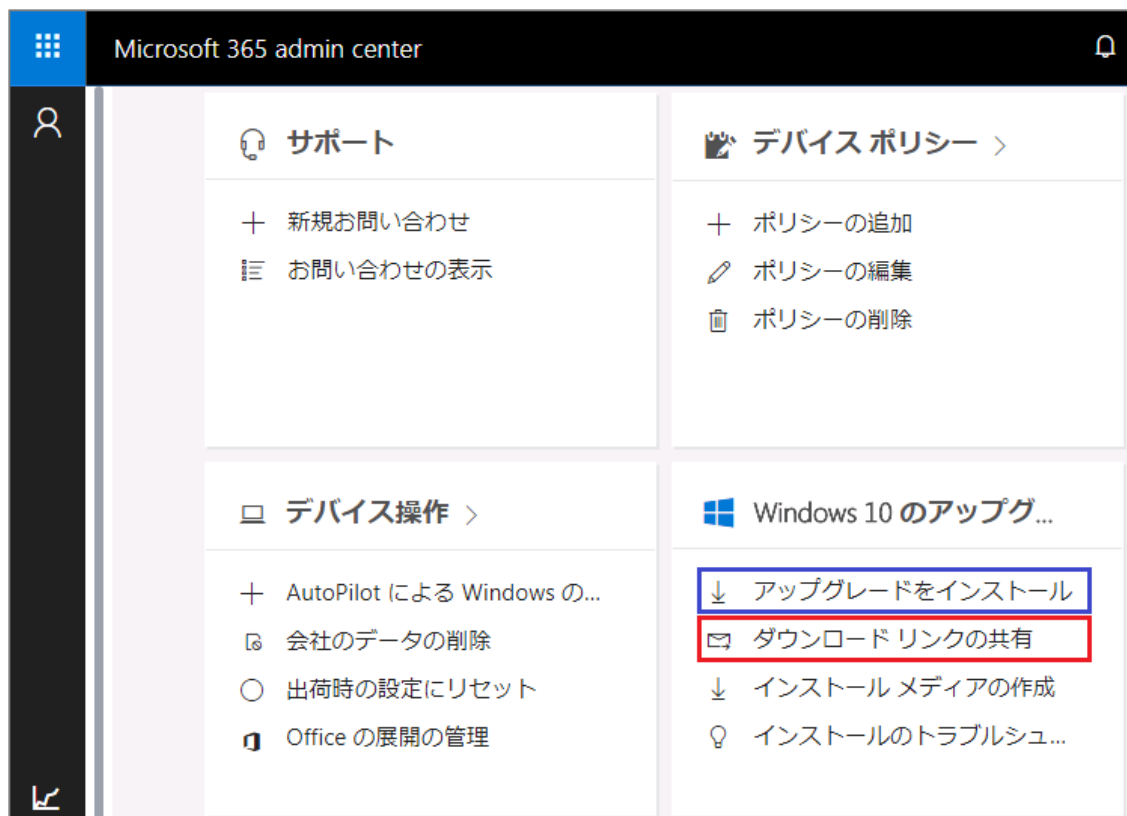 Microsoft 365 admin center
サポート
新規お問い合わせ
お問い合わせの表示
デバイス ポリシー
ポリシーの追加
ポリシーの編集
ポリシーの削除
デバイス操作
AutoPilot による Windows の...
会社のデータの削除
出荷時の設定にリセット
Office の展開の管理
Windows 10 のアップグ...
アップグレードをインストール
ダウンロード リンクの共有
インストール メディアの作成
インストールのトラブルシュ...